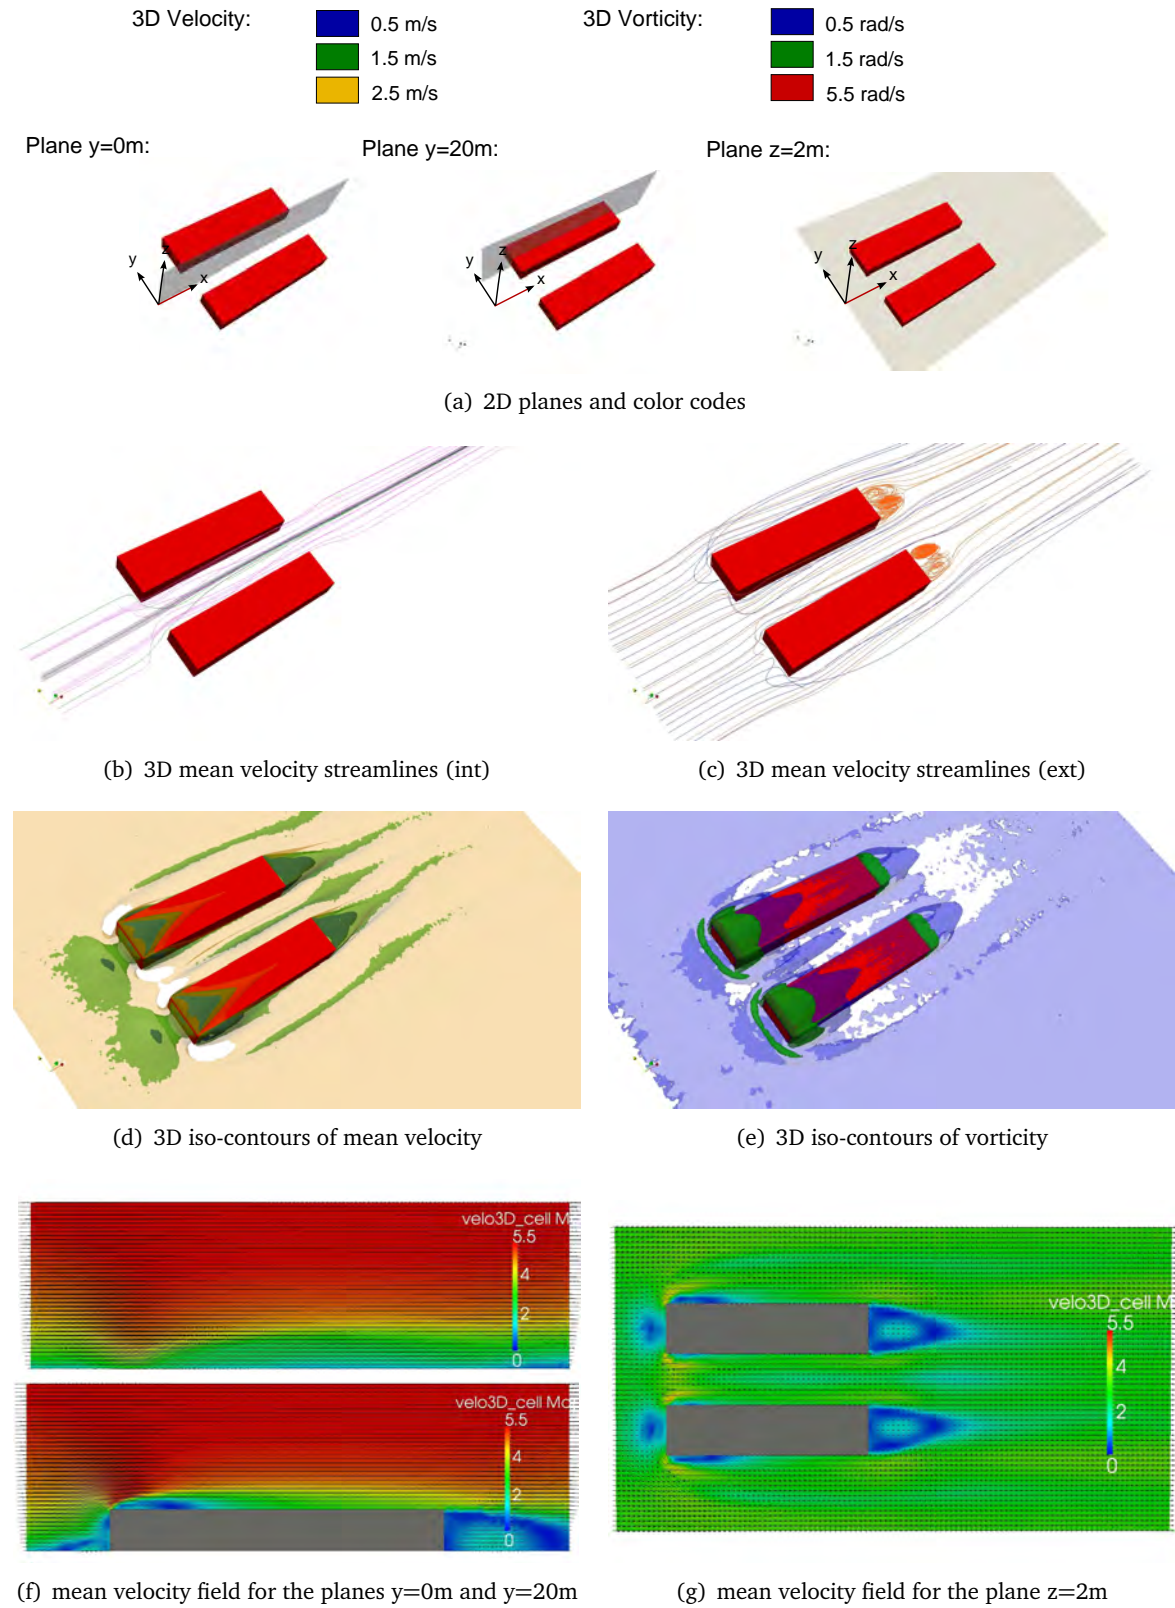 3D Velocity:
0.5 m/s
1.5 m/s
2.5 m/s
3D Vorticity:
0.5 rad/s
1.5 rad/s
5.5 rad/s
Plane y=0m:
Plane y=20m:
Plane z=2m:
y
z
x
y
z
x
y
z
x
(a) 2D planes and color codes
(b) 3D mean velocity streamlines (int)
(c) 3D mean velocity streamlines (ext)
(d) 3D iso-contours of mean velocity
(e) 3D iso-contours of vorticity
velo3D_cell M
5.5
4
2
0
velo3D_cell Mo
5.5
4
2
0
velo3D_cell M
5.5
4
2
0
(f) mean velocity field for the planes y=0m and y=20m
(g) mean velocity field for the plane z=2m